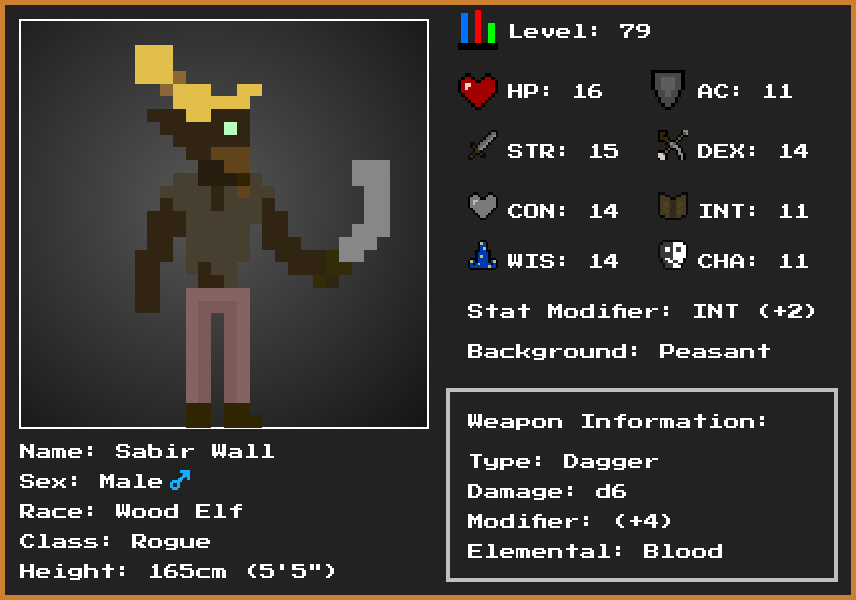 Level: 79
HP: 16 AC: 11
STR: 15 DEX: 14
CON: 14 INT: 11
WIS: 14 CHA: 11
Stat Modifier: INT (+2)
Background: Peasant
Weapon Information:
Type: Dagger
Damage: d6
Modifier: (+4)
Elemental: Blood
Name: Sabir Wall
Sex: Male♂
Race: Wood Elf
Class: Rogue
Height: 165cm (5'5")